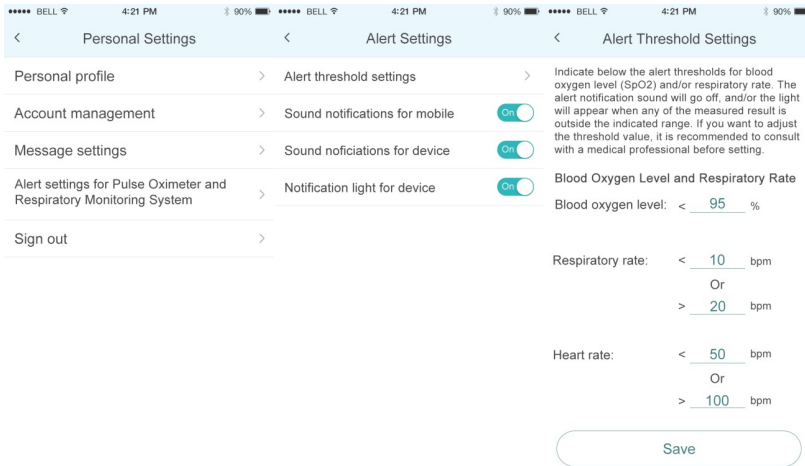 BELL 4:21 PM 90%
Personal Settings
Personal profile
Account management
Message settings
Alert settings for Pulse Oximeter and
Respiratory Monitoring System
Sign out
BELL 4:21 PM 90%
Alert Settings
Alert threshold settings
Sound notifications for mobile On
Sound noficiations for device On
Notification light for device On
BELL 4:21 PM 90%
Alert Threshold Settings
Indicate below the alert thresholds for blood
oxygen level (SpO2) and/or respiratory rate. The
alert notification sound will go off, and/or the light
will appear when any of the measured result is
outside the indicated range. If you want to adjust
the threshold value, it is recommended to consult
with a medical professional before setting.
Blood Oxygen Level and Respiratory Rate
Blood oxygen level: < 95 %
Respiratory rate: < 10 bpm
Or
> 20 bpm
Heart rate: < 50 bpm
Or
> 100 bpm
Save